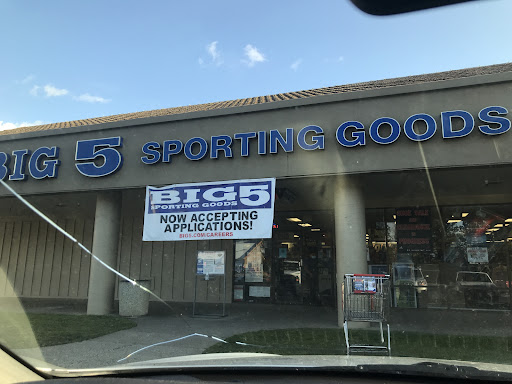 BIG 5 SPORTING GOODS
BIG 5
SPORTING GOODS
NOW ACCEPTING
APPLICATIONS!
BIG5.COM/CAREERS